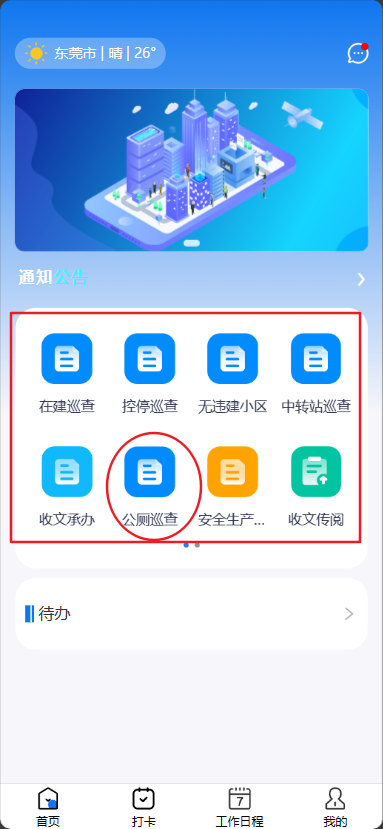 东莞市 | 晴 | 26°
通知公告
在建巡查 控停巡查 无违建小区 中转站巡查
收文承办 公厕巡查 安全生产... 收文传阅
待办
7
首页 打卡 工作日程 我的